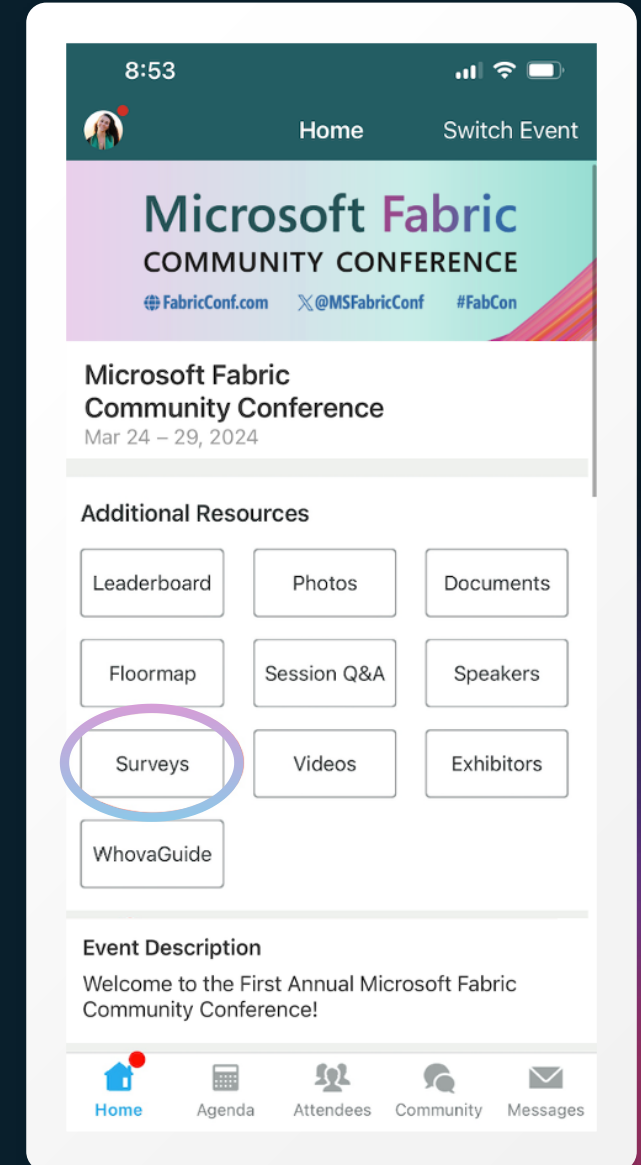 8:53
Home Switch Event
Microsoft Fabric
COMMUNITY CONFERENCE
FabricConf.com @MSFabricConf #FabCon
Microsoft Fabric
Community Conference
Mar 24 – 29, 2024
Additional Resources
Leaderboard Photos Documents
Floormap Session Q&A Speakers
Surveys Videos Exhibitors
WhovaGuide
Event Description
Welcome to the First Annual Microsoft Fabric
Community Conference!
Home Agenda Attendees Community Messages